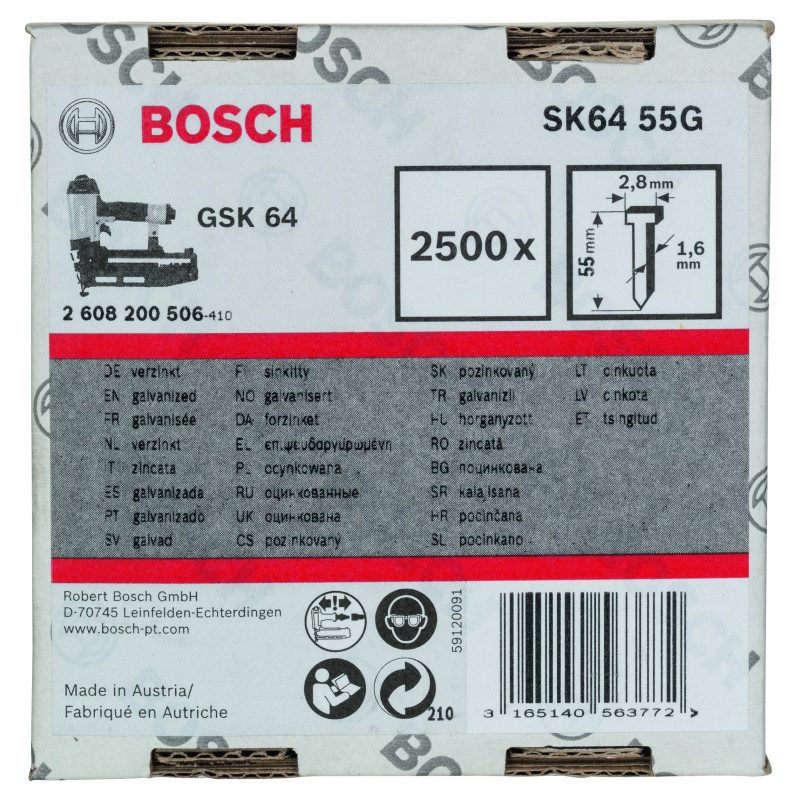 BOSCH
SK64 55G
GSK 64
2500 x
2,8 mm
55 mm
1,6 mm
2 608 200 506-410
DE verzinkt
EN galvanized
FR galvanisée
NL verzinkt
IT zincata
ES galvanizada
PT galvanizado
SV galvad
FI sinkitty
NO galvanisert
DA forzinket
EL επιψευδαργυρωμένη
PL ocynkowana
RU оцинкованные
UK оцинкована
CS pozinkovaný
SK pozinkovaný
TR galvanizli
HU horganyzott
RO zincată
BG поцинкована
SR kalajisana
HR pocinčana
SL pocinkano
LT cinkuota
LV cinkota
ET tsingitud
Robert Bosch GmbH
D-70745 Leinfelden-Echterdingen
www.bosch-pt.com
Made in Austria/
Fabriqué en Autriche
59120091
210
3 165140 563772 >